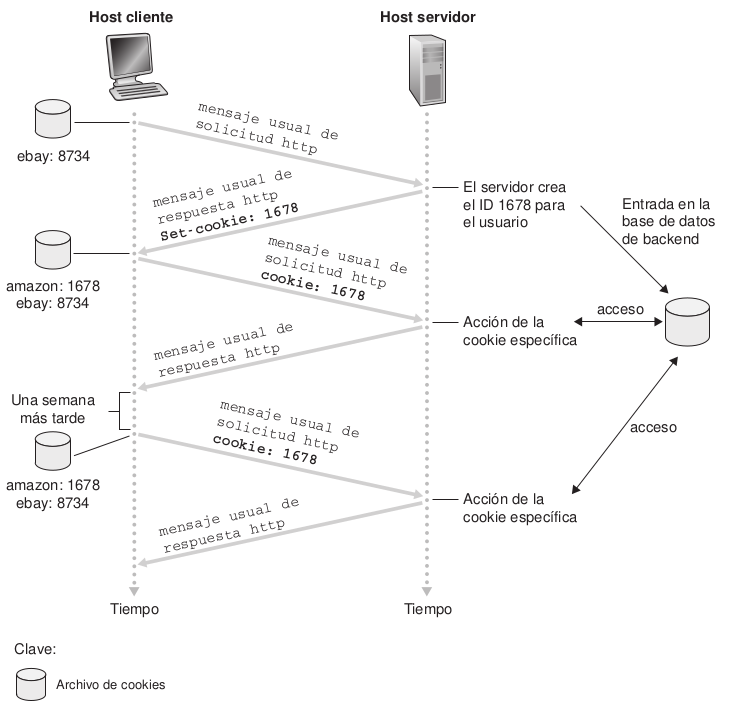 Host cliente
Host servidor
ebay: 8734
mensaje usual de
solicitud http
El servidor crea
el ID 1678 para
el usuario
Entrada en la
base de datos
de backend
mensaje usual de
respuesta http
Set-cookie: 1678
amazon: 1678
ebay: 8734
mensaje usual de
solicitud http
cookie: 1678
Acción de la
cookie específica
acceso
mensaje usual de
respuesta http
Una semana
más tarde
amazon: 1678
ebay: 8734
mensaje usual de
solicitud http
cookie: 1678
acceso
Acción de la
cookie específica
mensaje usual de
respuesta http
Tiempo
Tiempo
Clave:
Archivo de cookies